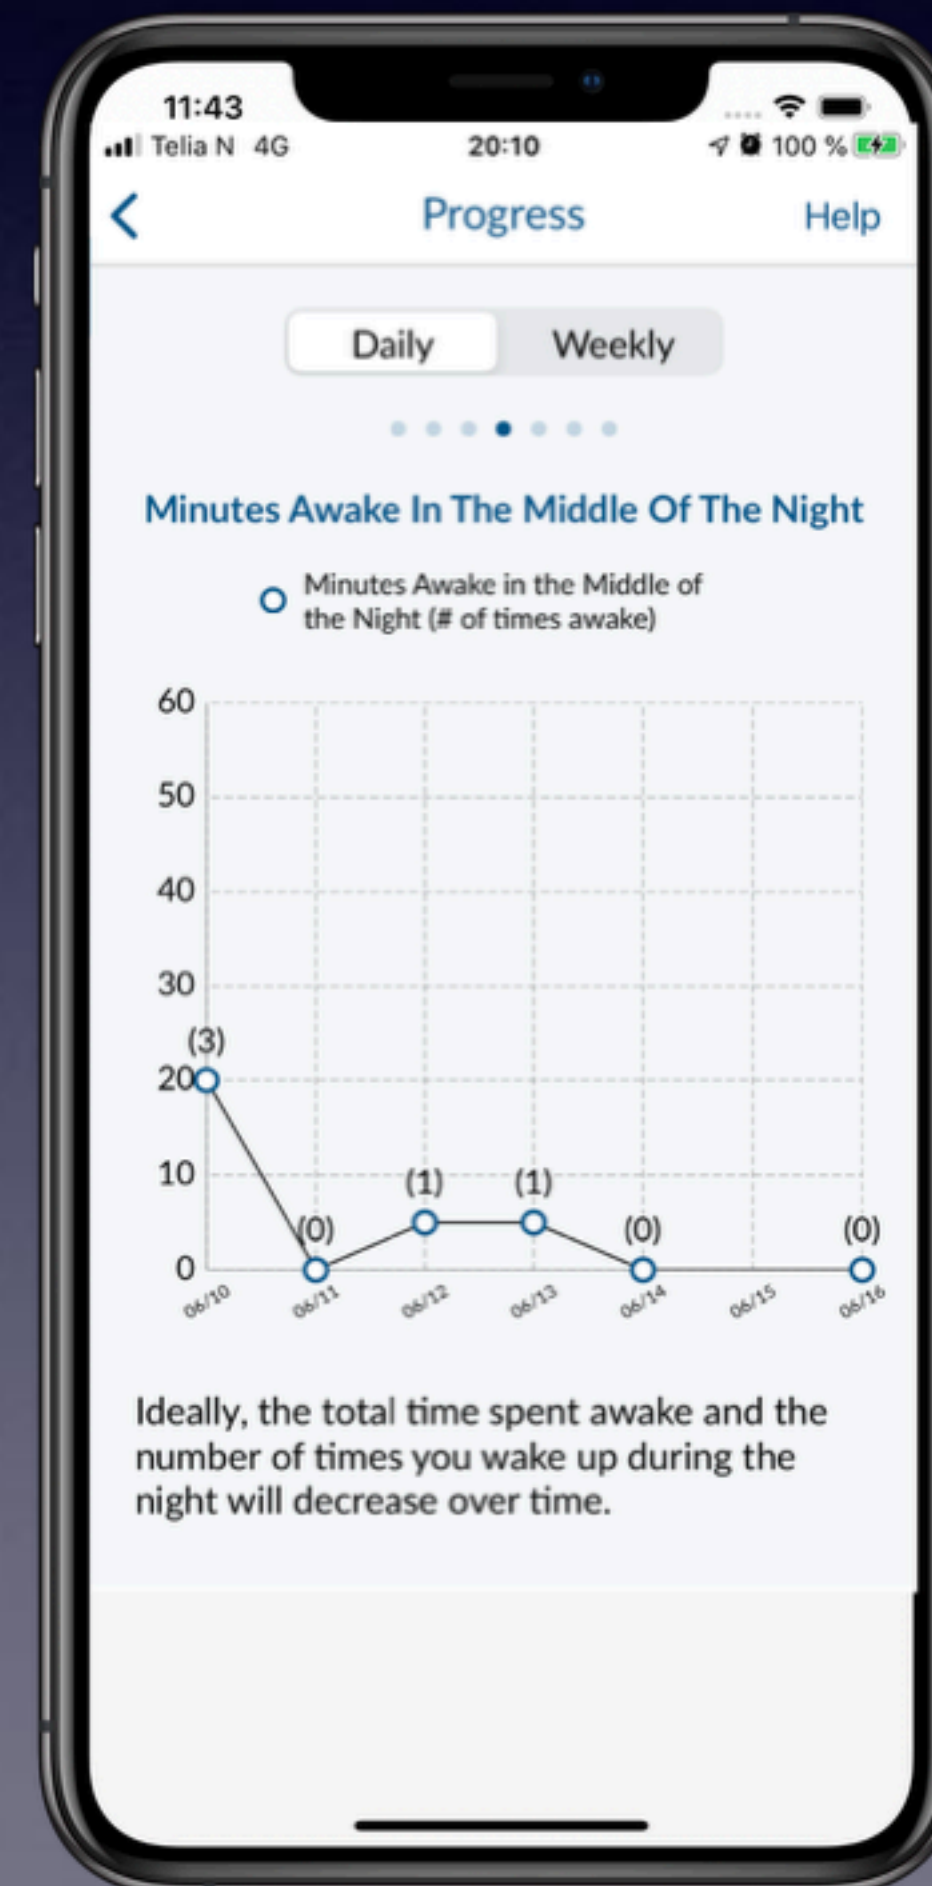 11:43
Telia N 4G 20:10 100 %
Progress Help
Daily Weekly
Minutes Awake In The Middle Of The Night
Minutes Awake in the Middle of
the Night (# of times awake)
60
50
40
30
(3)
20
10 (1) (1)
(0) (0) (0)
0
06/10 06/11 06/12 06/13 06/14 06/15 06/16
Ideally, the total time spent awake and the
number of times you wake up during the
night will decrease over time.